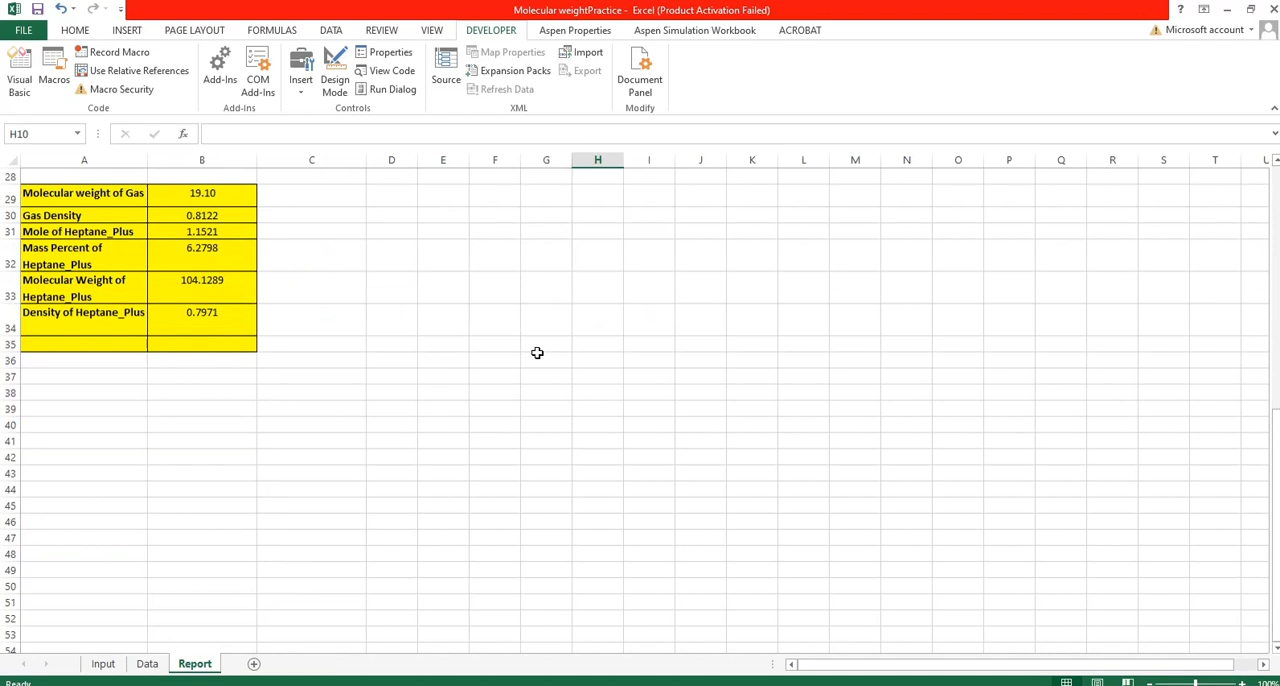 Molecular weightPractice - Excel (Product Activation Failed)
?
FILE HOME INSERT PAGE LAYOUT FORMULAS DATA REVIEW VIEW DEVELOPER Aspen Properties Aspen Simulation Workbook ACROBAT Microsoft account
Visual Basic
Macros
Record Macro
Use Relative References
Macro Security
Code
Add-Ins
COM Add-Ins
Add-Ins
Insert
Design Mode
Properties
View Code
Run Dialog
Controls
Source
Map Properties
Expansion Packs
Refresh Data
Import
Export
XML
Document Panel
Modify
H10
fx
A B C D E F G H I J K L M N O P Q R S T U
28
29 Molecular weight of Gas 19.10
30 Gas Density 0.8122
31 Mole of Heptane_Plus 1.1521
Mass Percent of 6.2798
32 Heptane_Plus
Molecular Weight of 104.1289
33 Heptane_Plus
Density of Heptane_Plus 0.7971
34
35
36
37
38
39
40
41
42
43
44
45
46
47
48
49
50
51
52
53
54
Input Data Report
Ready 100%